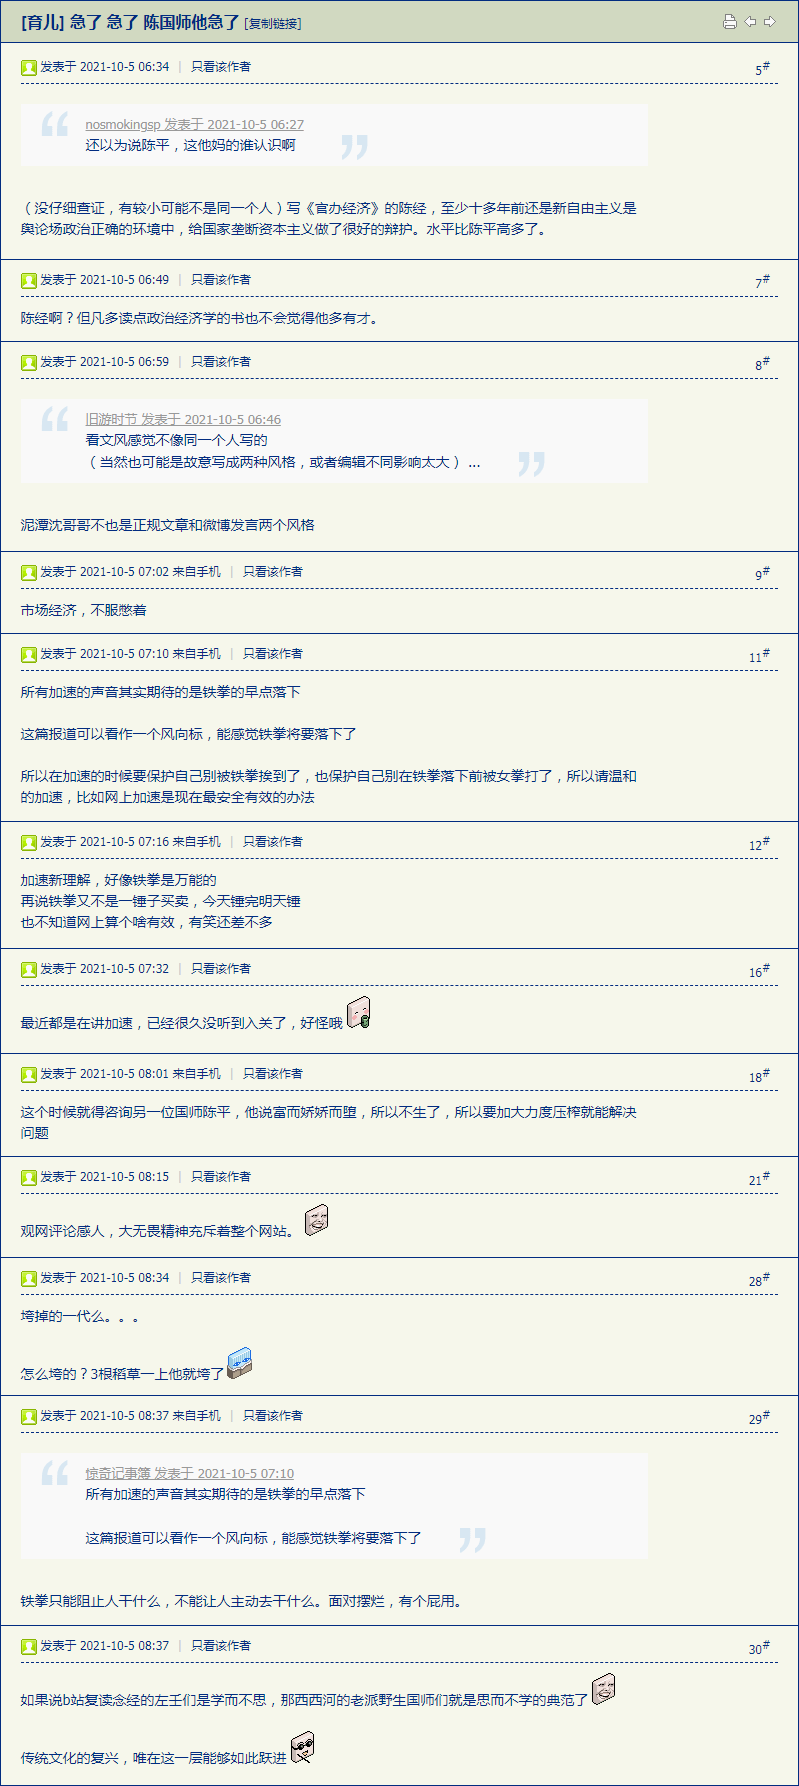 [育儿] 急了 急了 陈国师他急了 [复制链接]
发表于 2021-10-5 06:34 | 只看该作者 5#
nosmokingsp 发表于 2021-10-5 06:27
还以为说陈平，这他妈的谁认识啊
（没仔细查证，有较小可能不是同一个人）写《官办经济》的陈经，至少十多年前还是新自由主义是
舆论场政治正确的环境中，给国家垄断资本主义做了很好的辩护。水平比陈平高多了。
发表于 2021-10-5 06:49 | 只看该作者 7#
陈经啊？但凡多读点政治经济学的书也不会觉得他多有才。
发表于 2021-10-5 06:59 | 只看该作者 8#
旧游时节 发表于 2021-10-5 06:46
看文风感觉不像同一个人写的
（当然也可能是故意写成两种风格，或者编辑不同影响太大） ...
泥潭沈哥哥不也是正规文章和微博发言两个风格
发表于 2021-10-5 07:02 来自手机 | 只看该作者 9#
市场经济，不服憋着
发表于 2021-10-5 07:10 来自手机 | 只看该作者 11#
所有加速的声音其实期待的是铁拳的早点落下
这篇报道可以看作一个风向标，能感觉铁拳将要落下了
所以在加速的时候要保护自己别被铁拳挨到了，也保护自己别在铁拳落下前被女拳打了，所以请温和
的加速，比如网上加速是现在最安全有效的办法
发表于 2021-10-5 07:16 来自手机 | 只看该作者 12#
加速新理解，好像铁拳是万能的
再说铁拳又不是一锤子买卖，今天锤完明天锤
也不知道网上算个啥有效，有笑还差不多
发表于 2021-10-5 07:32 | 只看该作者 16#
最近都是在讲加速，已经很久没听到入关了，好怪哦
发表于 2021-10-5 08:01 来自手机 | 只看该作者 18#
这个时候就得咨询另一位国师陈平，他说富而娇娇而堕，所以不生了，所以要加大力度压榨就能解决
问题
发表于 2021-10-5 08:15 | 只看该作者 21#
观网评论感人，大无畏精神充斥着整个网站。
发表于 2021-10-5 08:34 | 只看该作者 28#
垮掉的一代么。。。
怎么垮的？3根稻草一上他就垮了
发表于 2021-10-5 08:37 来自手机 | 只看该作者 29#
惊奇记事簿 发表于 2021-10-5 07:10
所有加速的声音其实期待的是铁拳的早点落下
这篇报道可以看作一个风向标，能感觉铁拳将要落下了
铁拳只能阻止人干什么，不能让人主动去干什么。面对摆烂，有个屁用。
发表于 2021-10-5 08:37 | 只看该作者 30#
如果说b站复读念经的左壬们是学而不思，那西西河的老派野生国师们就是思而不学的典范了
传统文化的复兴，唯在这一层能够如此跃进